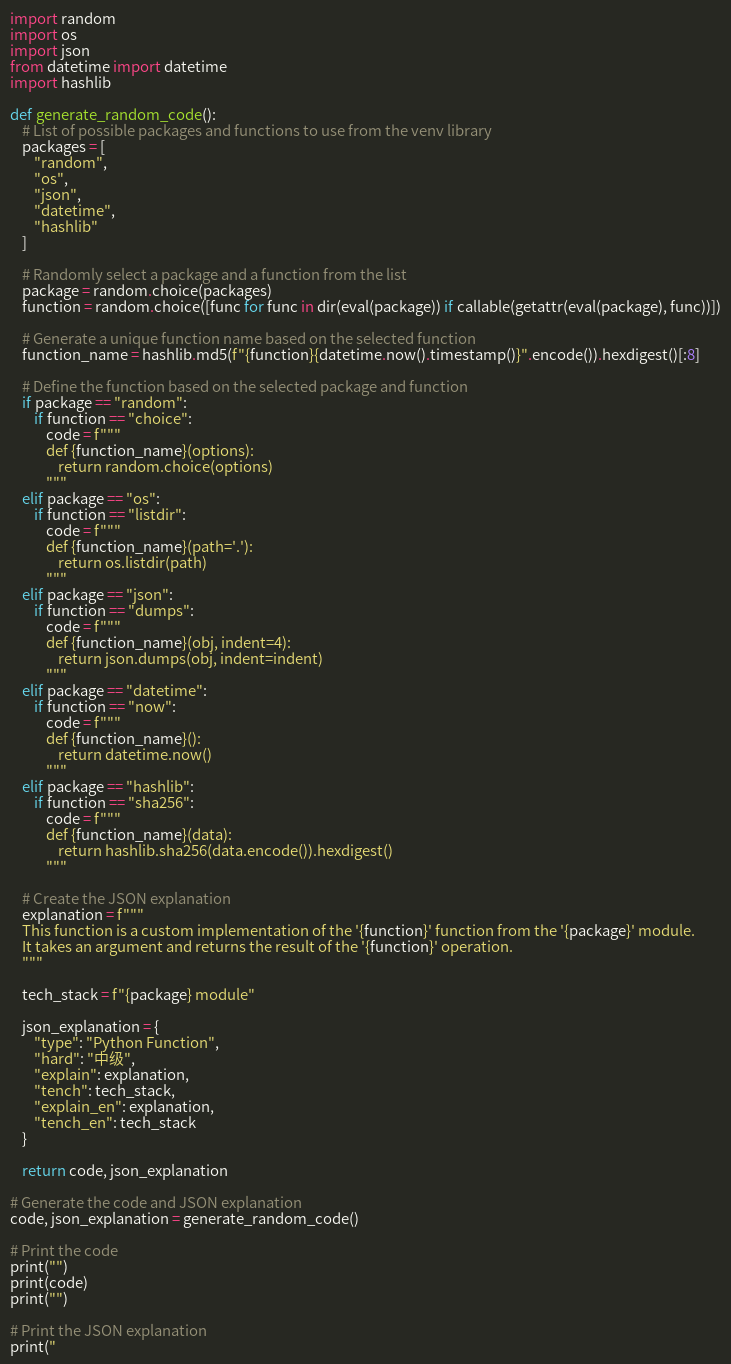 import random
import os
import json
from datetime import datetime
import hashlib

def generate_random_code():
    # List of possible packages and functions to use from the venv library
    packages = [
        "random",
        "os",
        "json",
        "datetime",
        "hashlib"
    ]

    # Randomly select a package and a function from the list
    package = random.choice(packages)
    function = random.choice([func for func in dir(eval(package)) if callable(getattr(eval(package), func))])

    # Generate a unique function name based on the selected function
    function_name = hashlib.md5(f"{function}{datetime.now().timestamp()}".encode()).hexdigest()[:8]

    # Define the function based on the selected package and function
    if package == "random":
        if function == "choice":
            code = f"""
            def {function_name}(options):
                return random.choice(options)
            """
    elif package == "os":
        if function == "listdir":
            code = f"""
            def {function_name}(path='.'):
                return os.listdir(path)
            """
    elif package == "json":
        if function == "dumps":
            code = f"""
            def {function_name}(obj, indent=4):
                return json.dumps(obj, indent=indent)
            """
    elif package == "datetime":
        if function == "now":
            code = f"""
            def {function_name}():
                return datetime.now()
            """
    elif package == "hashlib":
        if function == "sha256":
            code = f"""
            def {function_name}(data):
                return hashlib.sha256(data.encode()).hexdigest()
            """

    # Create the JSON explanation
    explanation = f"""
    This function is a custom implementation of the '{function}' function from the '{package}' module.
    It takes an argument and returns the result of the '{function}' operation.
    """

    tech_stack = f"{package} module"

    json_explanation = {
        "type": "Python Function",
        "hard": "中级",
        "explain": explanation,
        "tench": tech_stack,
        "explain_en": explanation,
        "tench_en": tech_stack
    }

    return code, json_explanation

# Generate the code and JSON explanation
code, json_explanation = generate_random_code()

# Print the code
print("")
print(code)
print("")

# Print the JSON explanation
print("